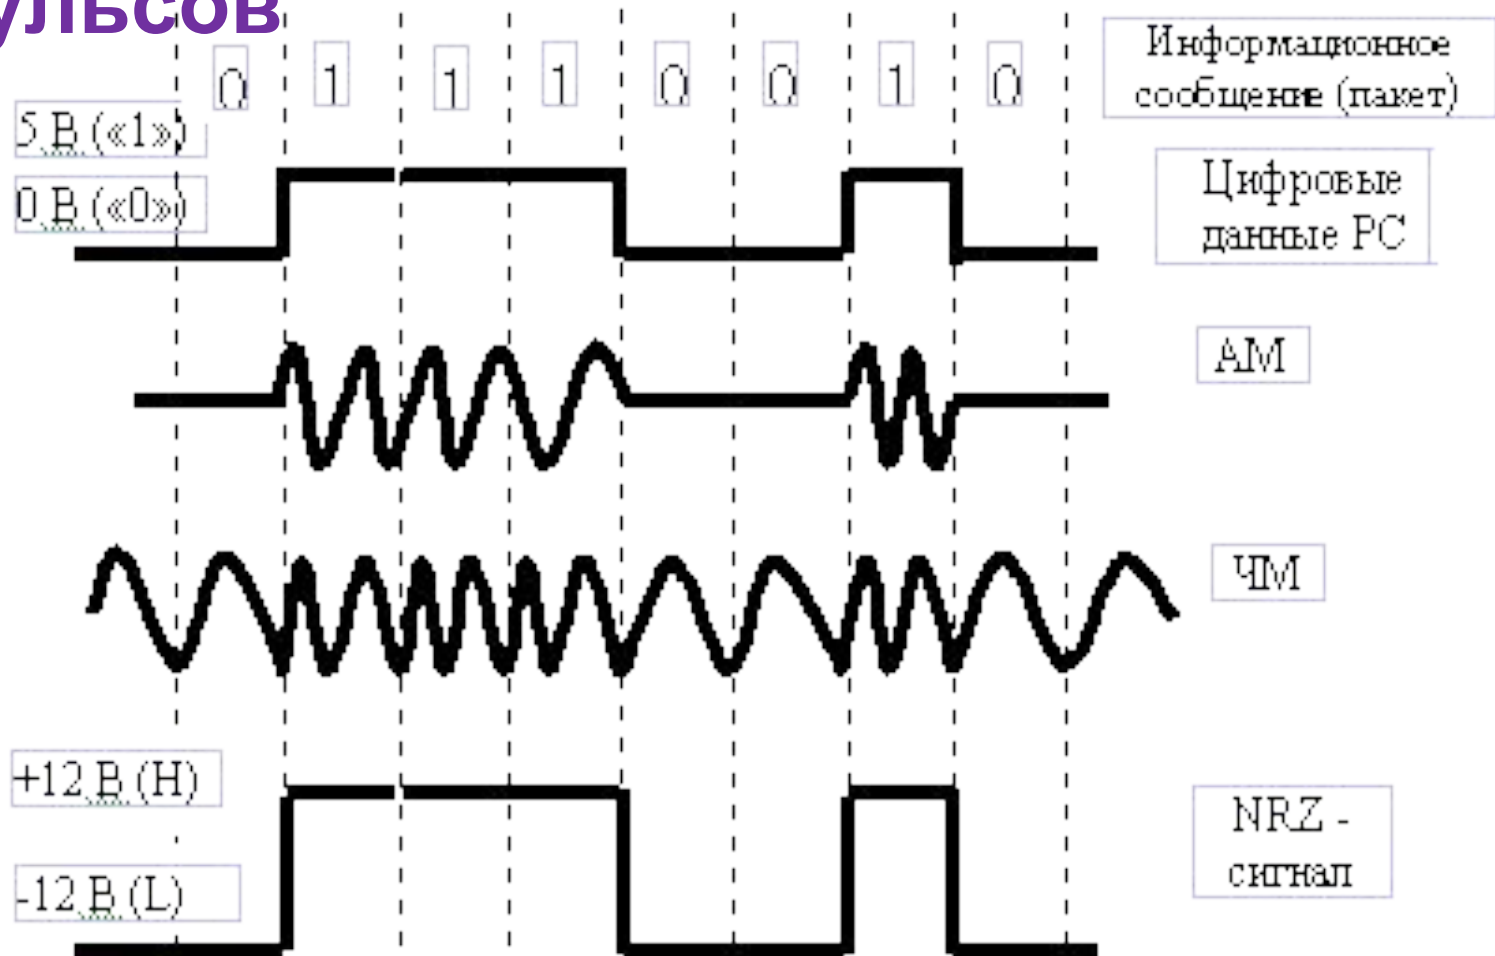 ульсов
0 1 1 1 0 0 1 0
Информационное
сообщение (пакет)
5 В («1»)
0 В («0»)
Цифровые
данные РС
АМ
ЧМ
+12 В (H)
-12 В (L)
NRZ -
сигнал